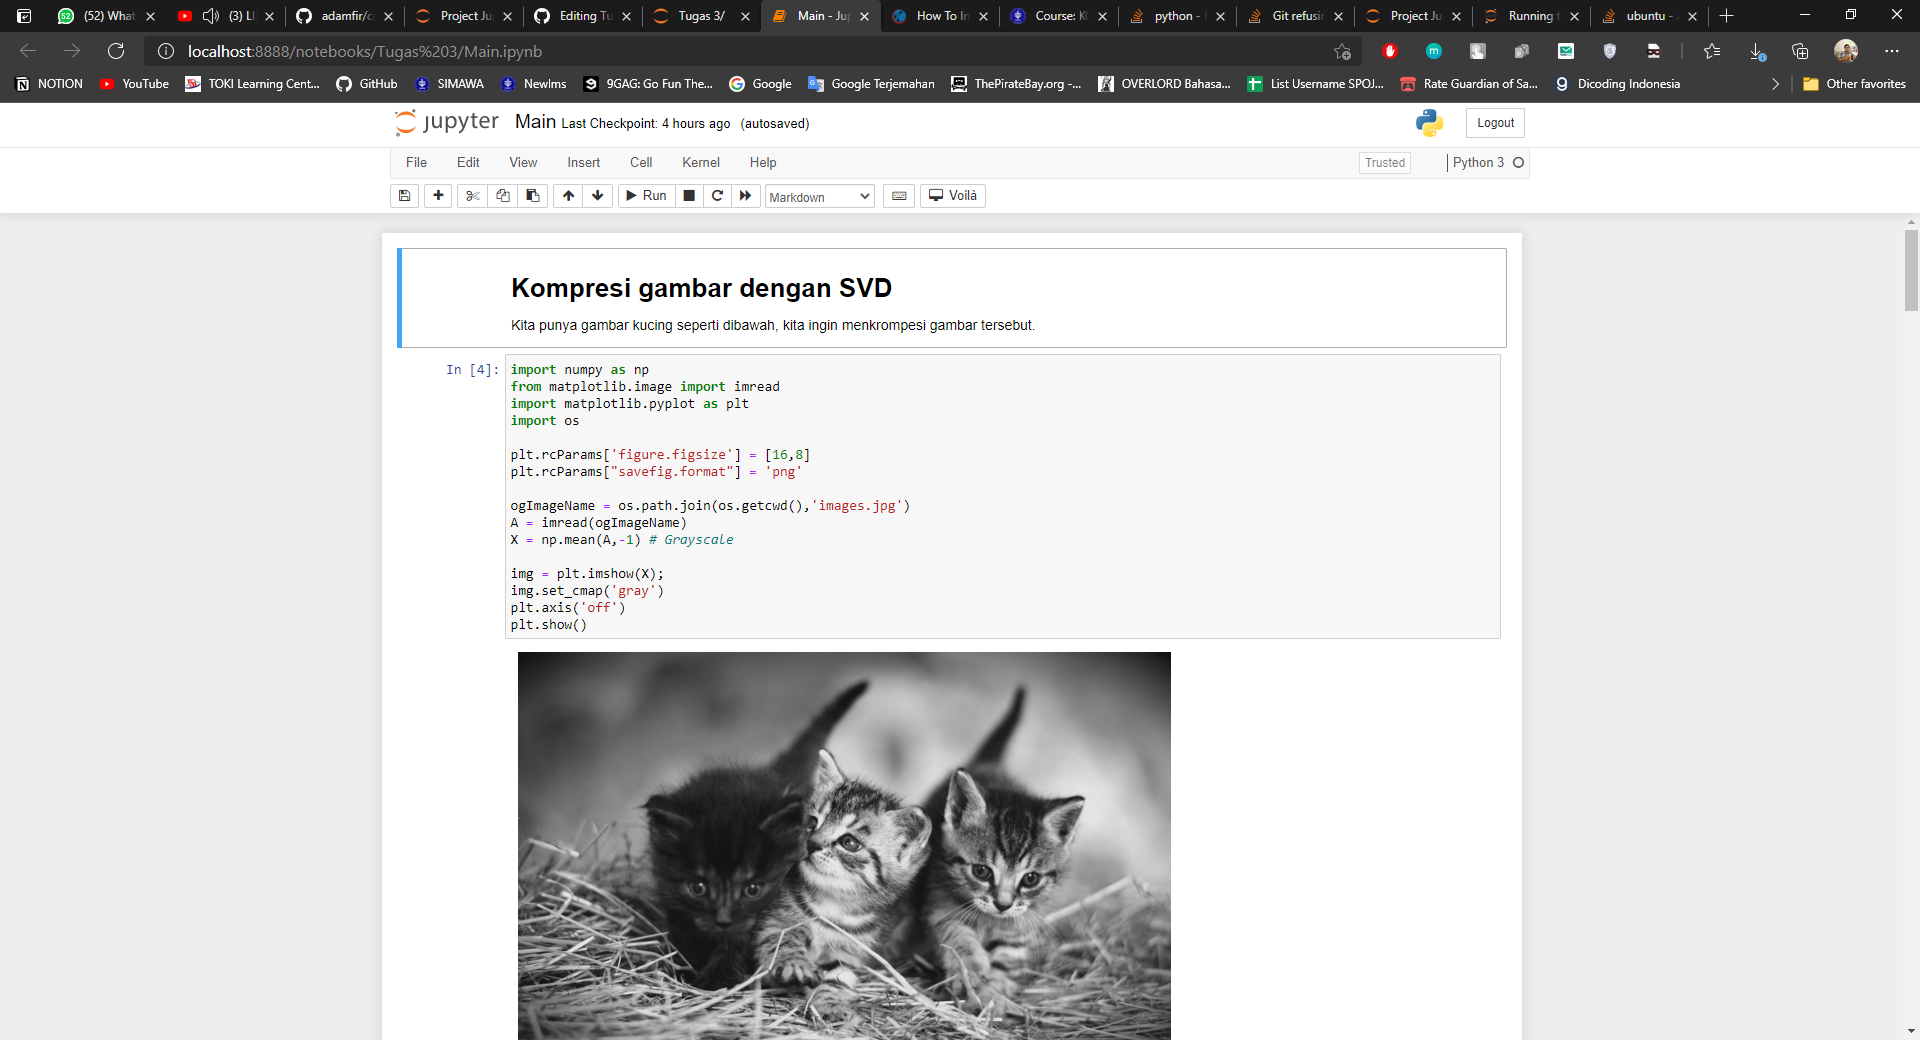 (52) What
(3) LI
adamfir/c
Project Ju
Editing Tu
Tugas 3/
Main - Jup
How To In
Course: K
python -
Git refusin
Project Ju
Running t
ubuntu -
localhost:8888/notebooks/Tugas%203/Main.ipynb
NOTION
YouTube
TOKI Learning Cent...
GitHub
SIMAWA
NewIms
9GAG: Go Fun The...
Google
Google Terjemahan
ThePirateBay.org -...
OVERLORD Bahasa...
List Username SPOJ...
Rate Guardian of Sa...
Dicoding Indonesia
Other favorites
jupyter Main Last Checkpoint: 4 hours ago (autosaved)
Logout
File Edit View Insert Cell Kernel Help
Trusted
Python 3
Run
Markdown
Voilà
Kompresi gambar dengan SVD
Kita punya gambar kucing seperti dibawah, kita ingin menkrompesi gambar tersebut.
In [4]:
import numpy as np
from matplotlib.image import imread
import matplotlib.pyplot as plt
import os
plt.rcParams['figure.figsize'] = [16,8]
plt.rcParams["savefig.format"] = 'png'
ogImageName = os.path.join(os.getcwd(),'images.jpg')
A = imread(ogImageName)
X = np.mean(A,-1) # Grayscale
img = plt.imshow(X);
img.set_cmap('gray')
plt.axis('off')
plt.show()